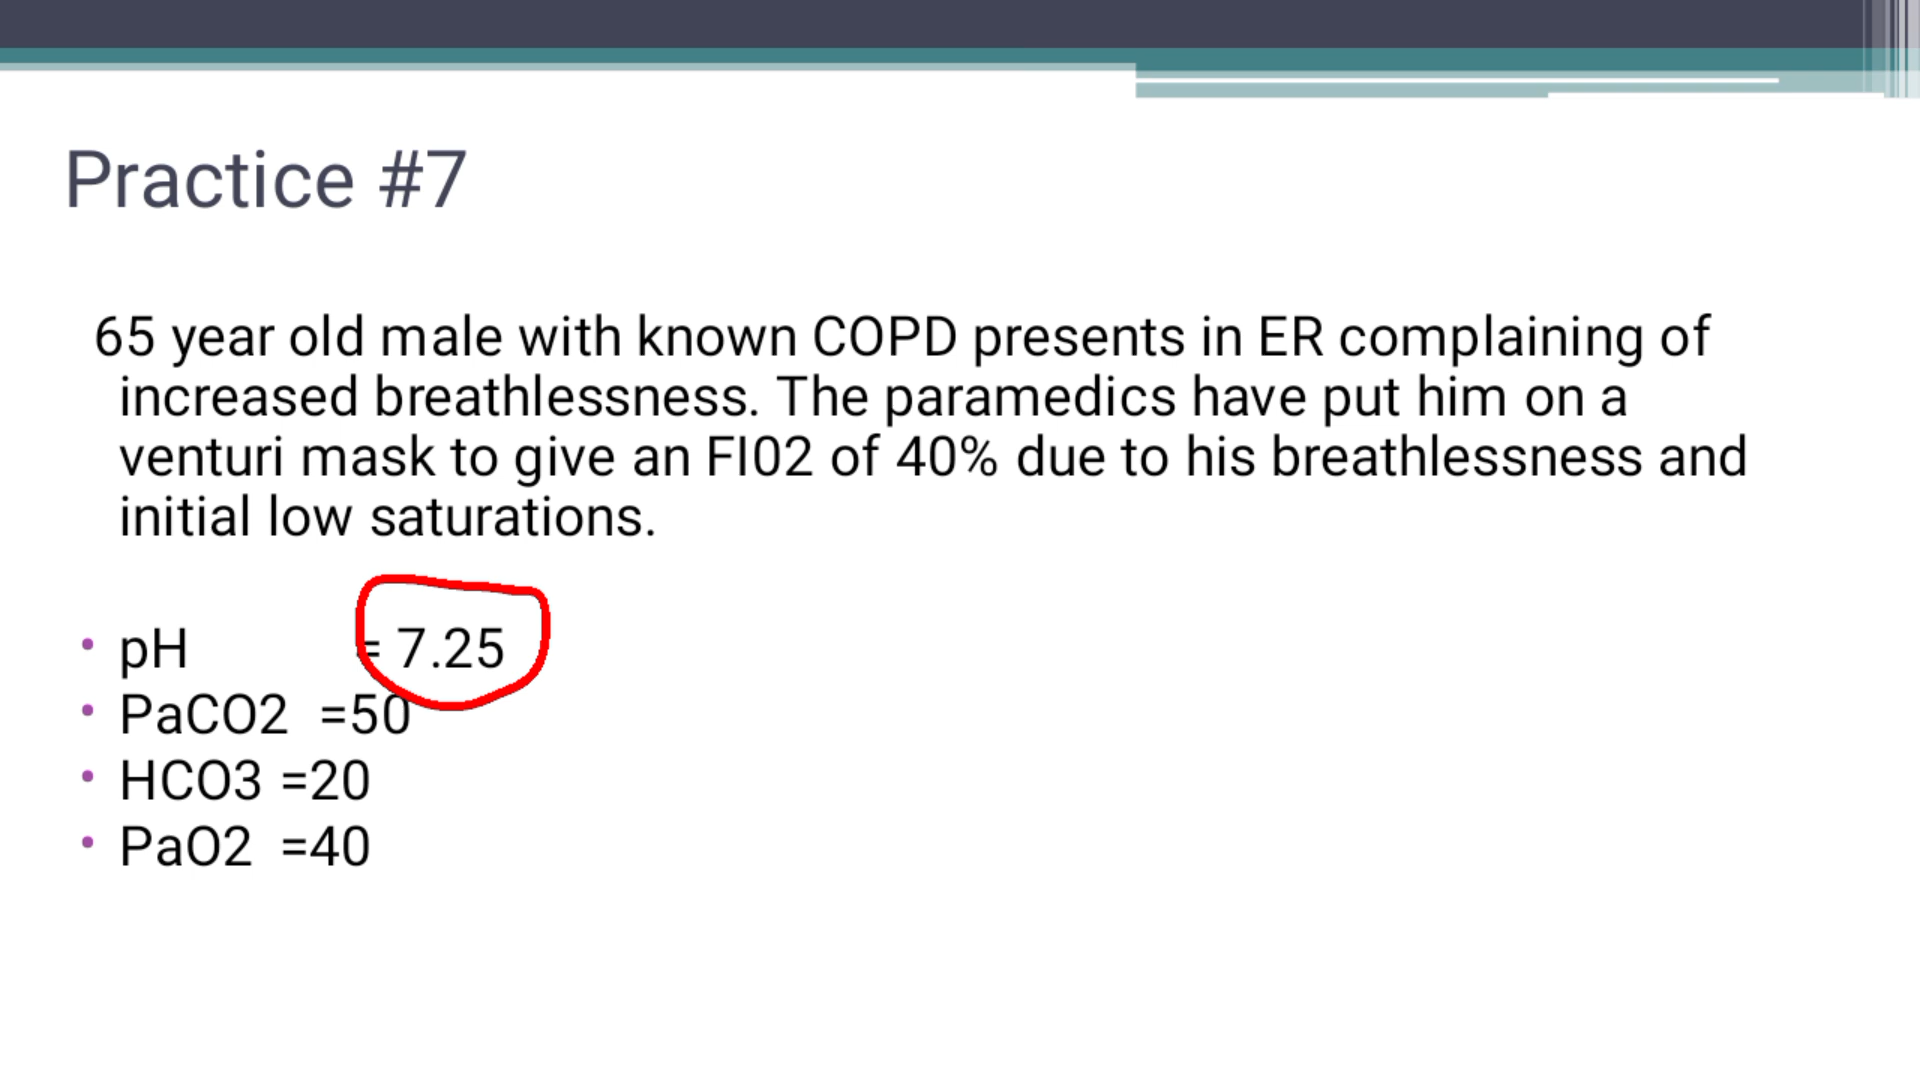 Practice #7
65 year old male with known COPD presents in ER complaining of
increased breathlessness. The paramedics have put him on a
venturi mask to give an FI02 of 40% due to his breathlessness and
initial low saturations.
• pH = 7.25
• PaCO2 =50
• HCO3 =20
• PaO2 =40